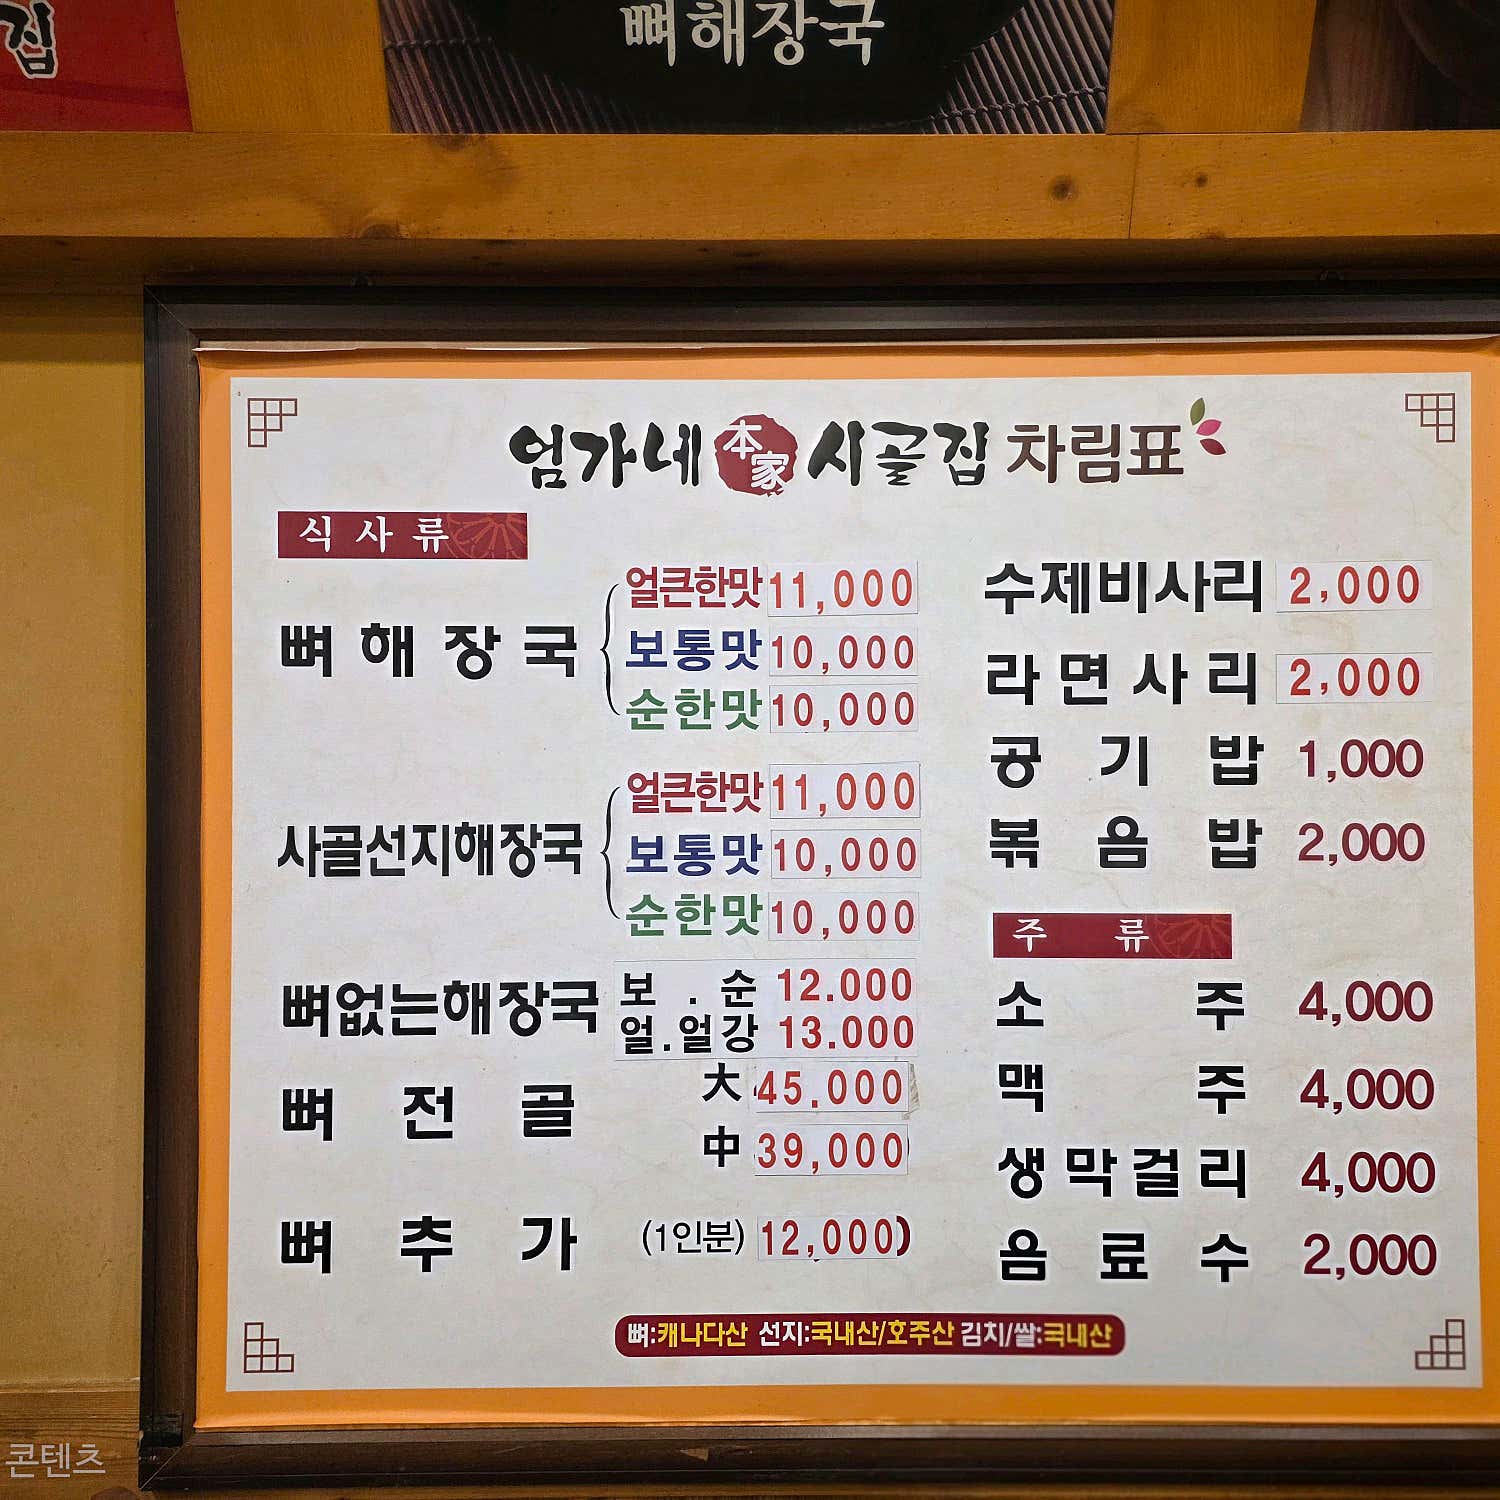 집
뼈해장국
엄가네 本家 시골집 차림표
식사류
뼈해장국
얼큰한맛 11,000
보통맛 10,000
순한맛 10,000
사골선지해장국
얼큰한맛 11,000
보통맛 10,000
순한맛 10,000
뼈없는해장국
보 . 순 12.000
얼.얼강 13.000
뼈전골
大 45.000
中 39,000
뼈추가 (1인분) 12,000)
수제비사리 2,000
라면사리 2,000
공기밥 1,000
볶음밥 2,000
주류
소주 4,000
맥주 4,000
생막걸리 4,000
음료수 2,000
뼈:캐나다산 선지:국내산/호주산 김치/쌀:국내산
콘텐츠